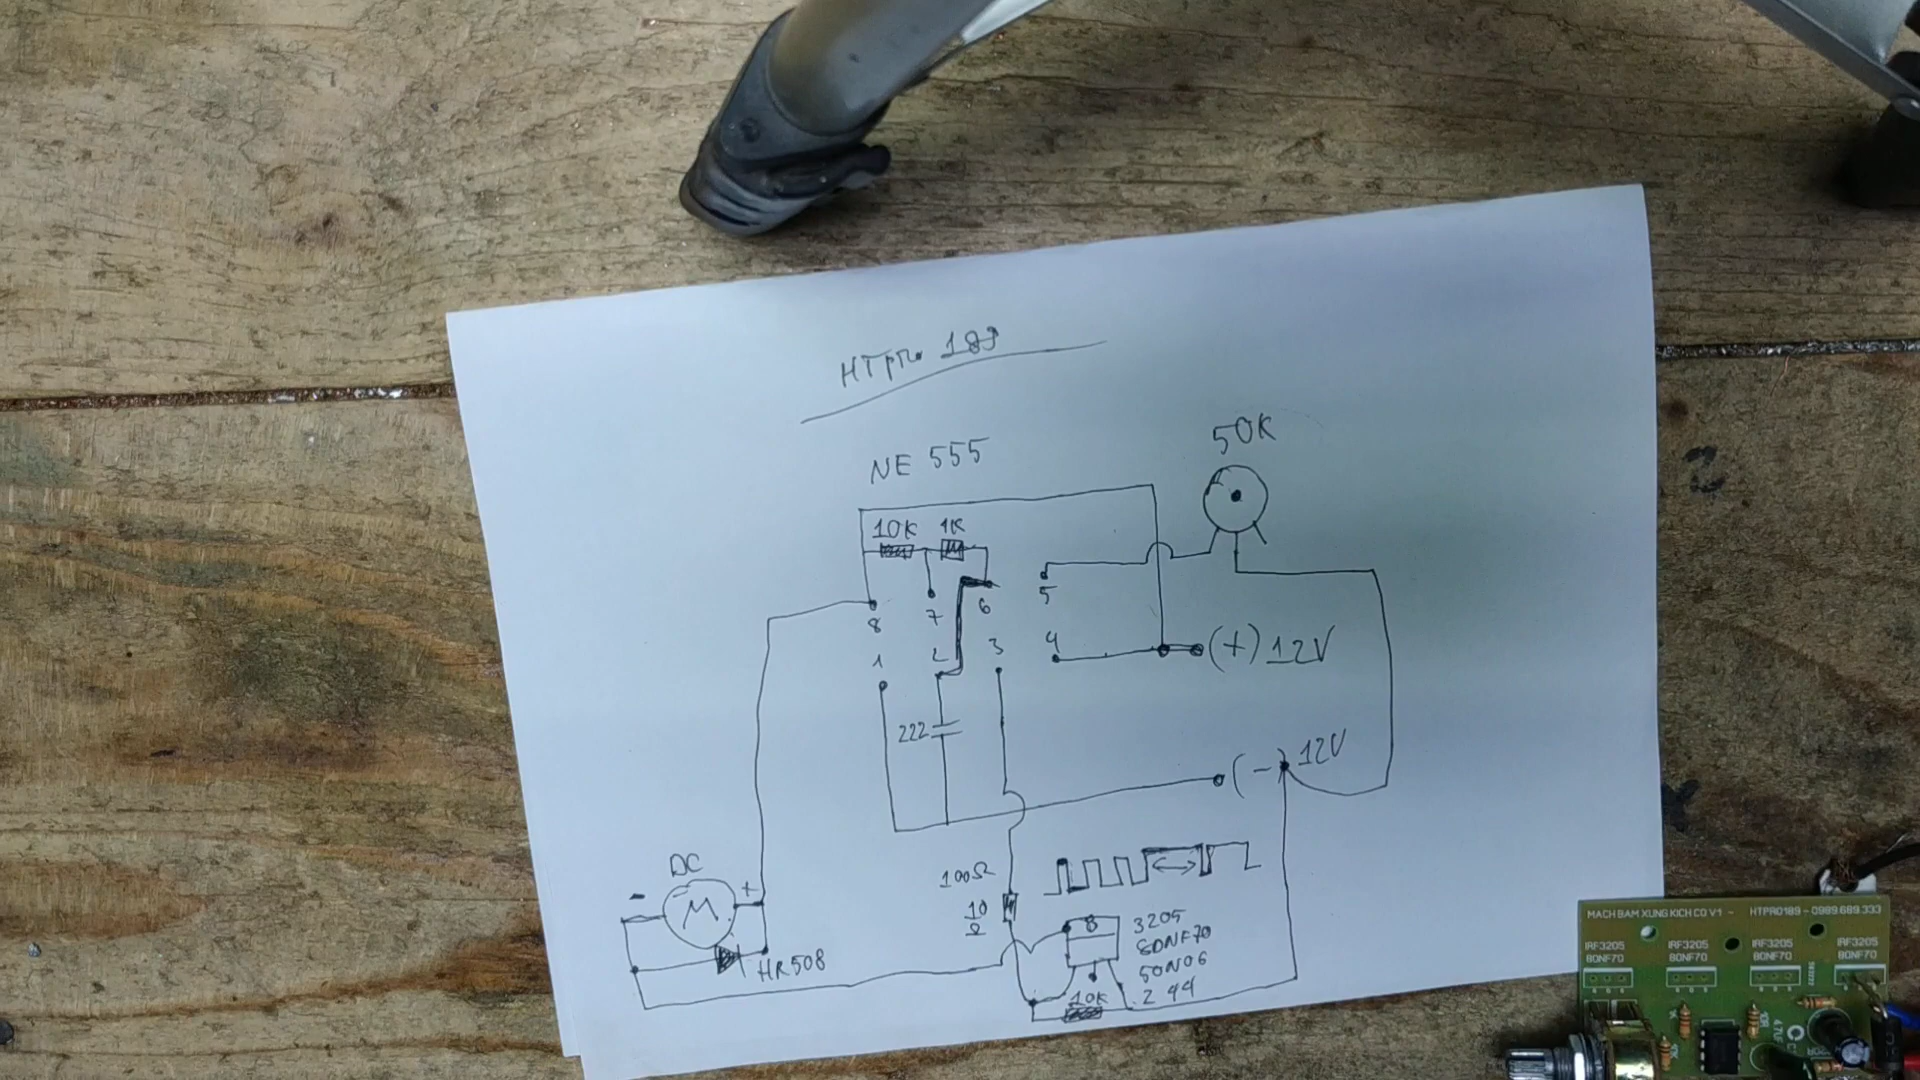 HTpro 189
NE 555
50K
10K 1K
8 7 6 5
1 2 3 4
(+) 12V
222
(-) 12V
DC
- M +
HR508
100Ω
10
Ω
3205
80NF70
50N06
Z 44
10K
MACH BAM XUNG KICH CO V1 - HTPRO189 - 0989.689.333
IRF3205 IRF3205 IRF3205 IRF3205
80NF70 80NF70 80NF70 80NF70